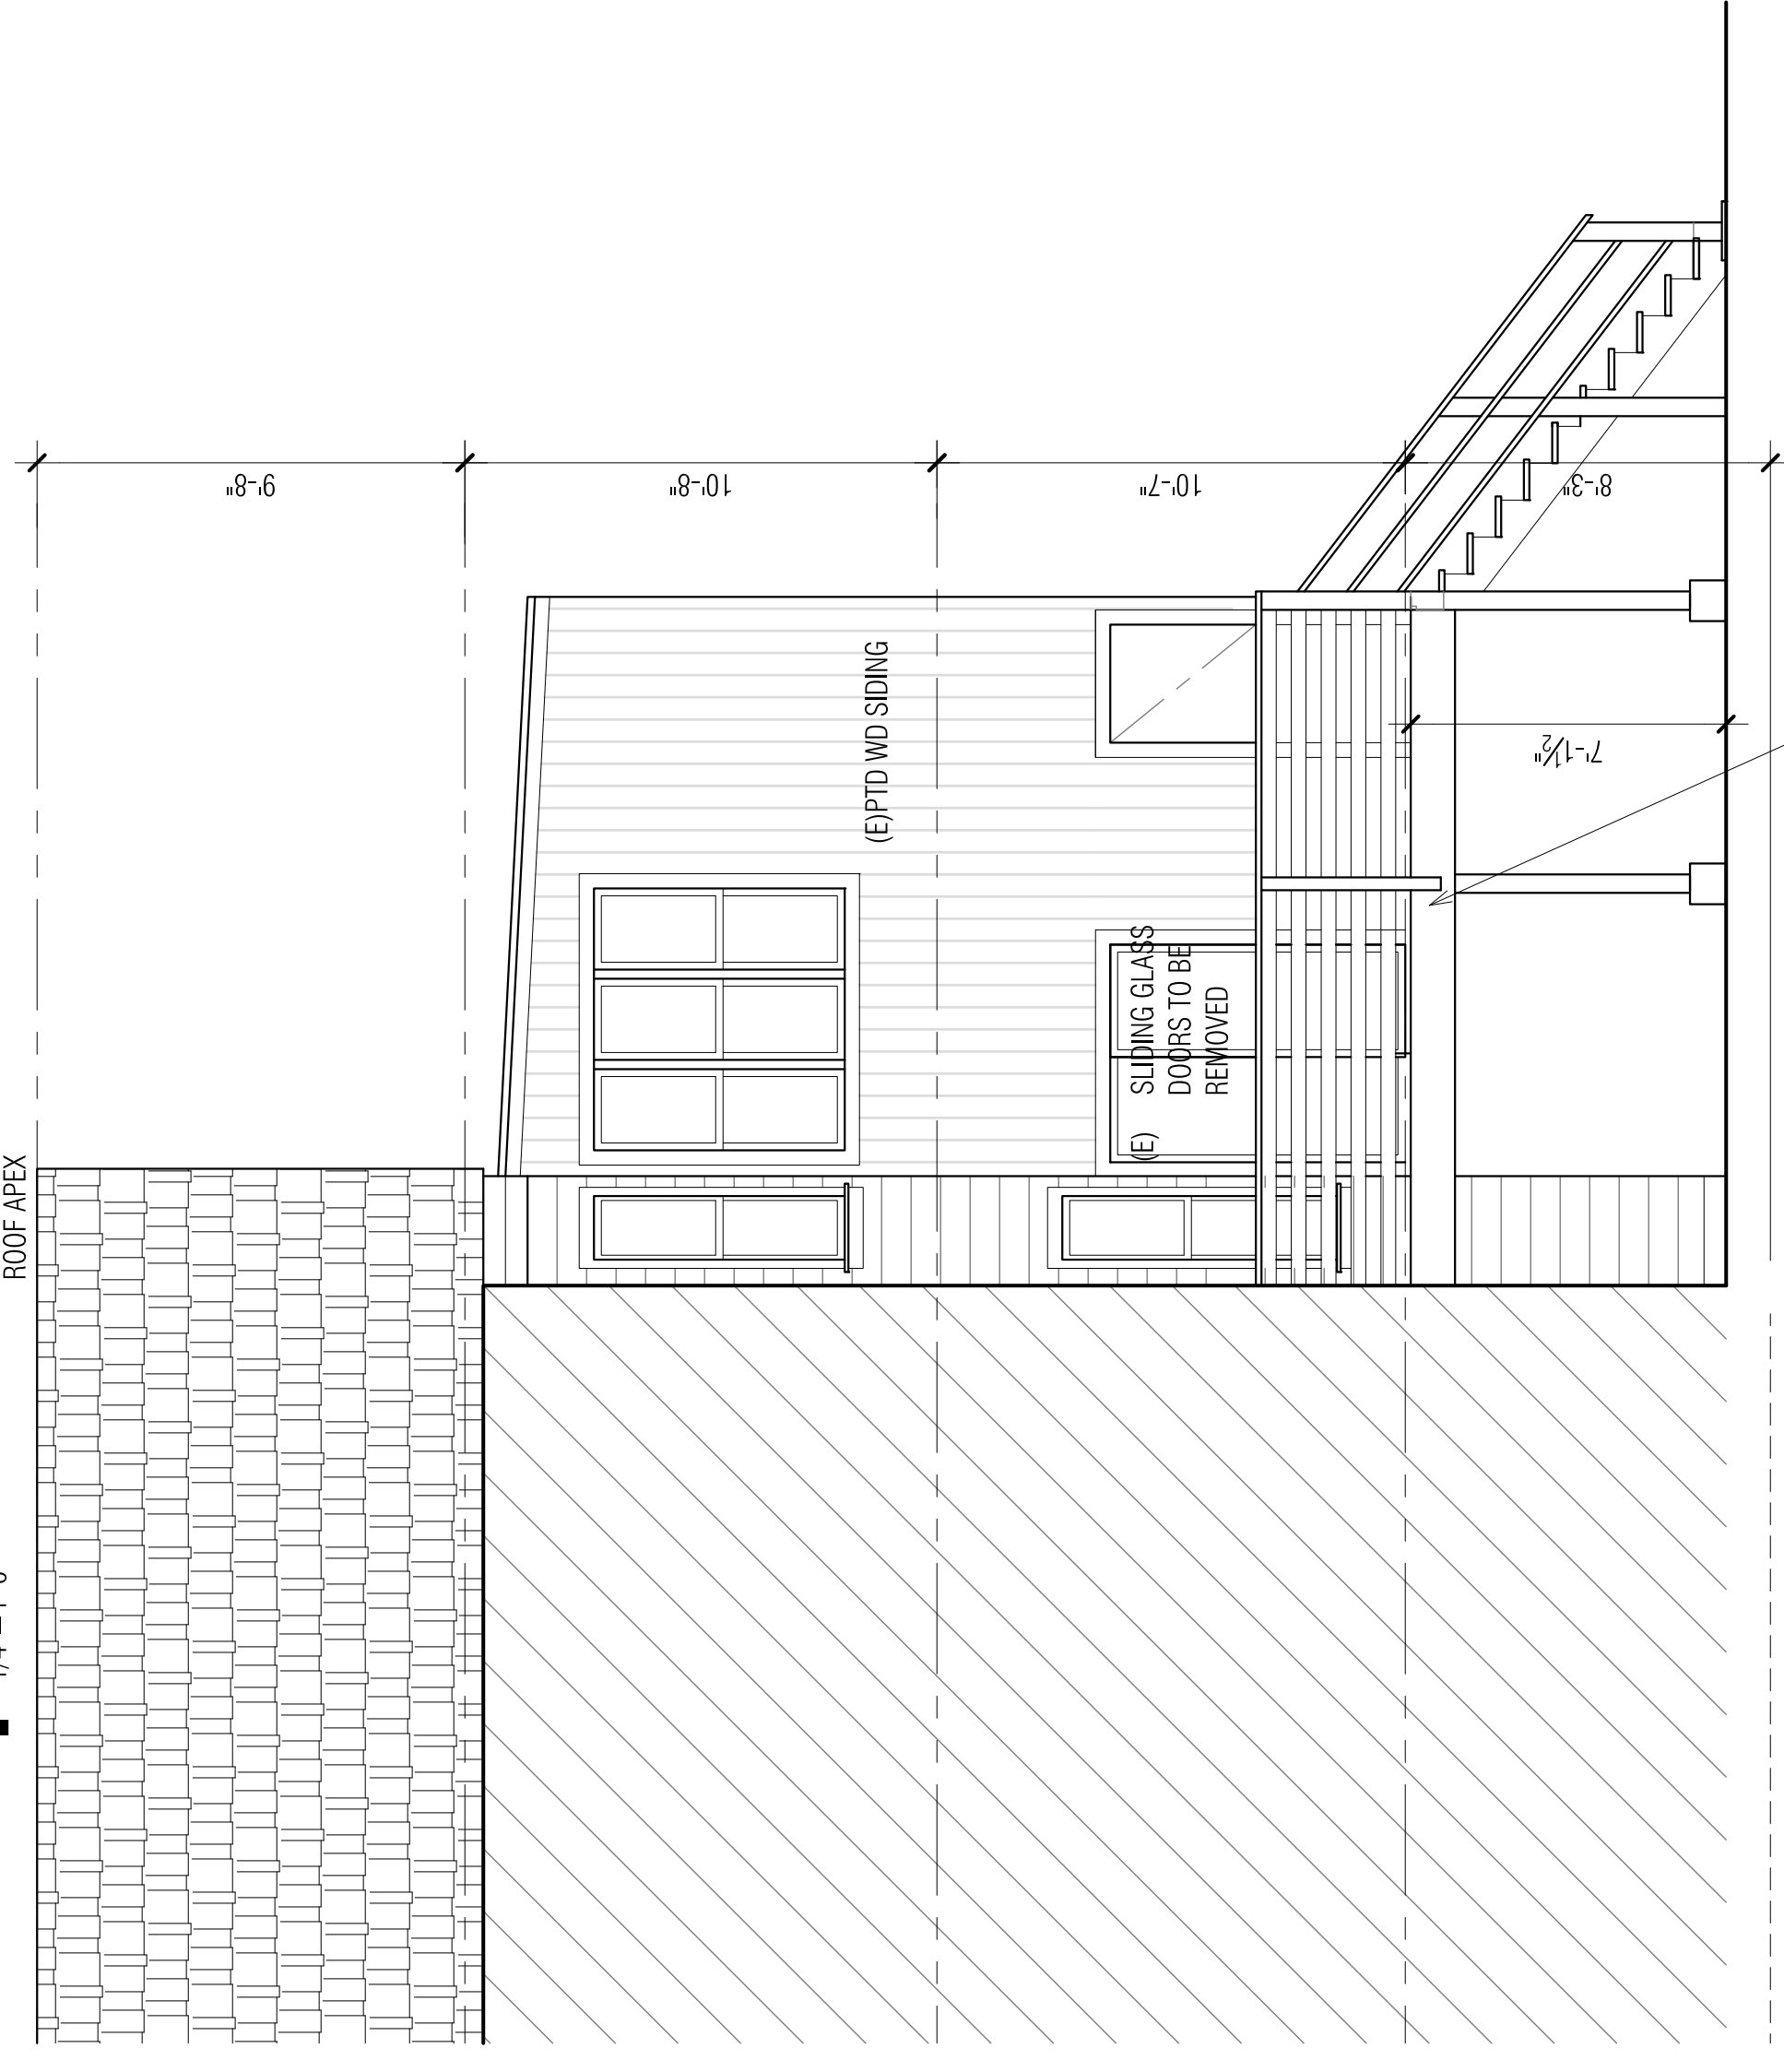 ROOF APEX
9'-8"
10'-8"
10'-7"
8'-3"
7'-1½"
(E)PTD WD SIDING
(E) SLIDING GLASS
DOORS TO BE
REMOVED